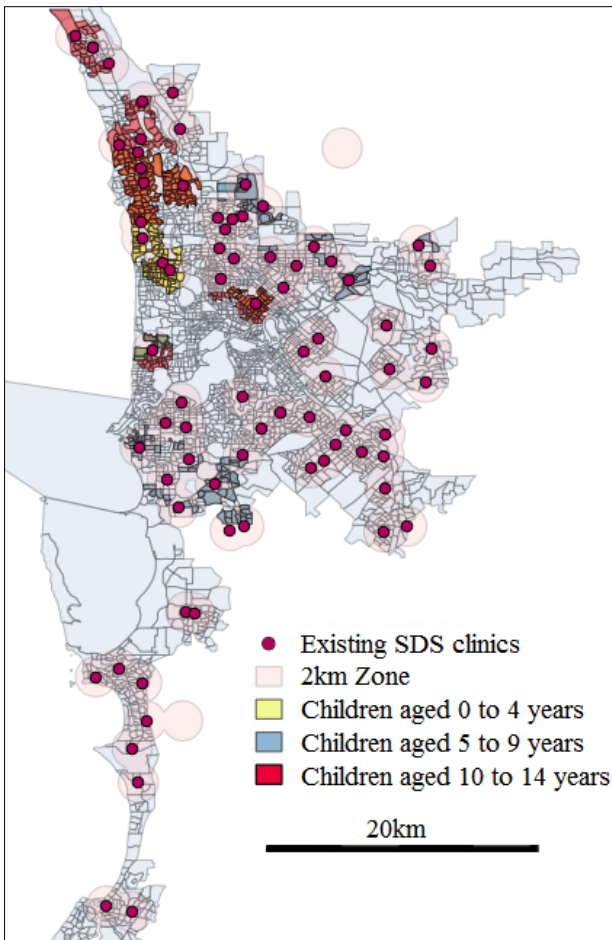 Existing SDS clinics
2km Zone
Children aged 0 to 4 years
Children aged 5 to 9 years
Children aged 10 to 14 years
20km